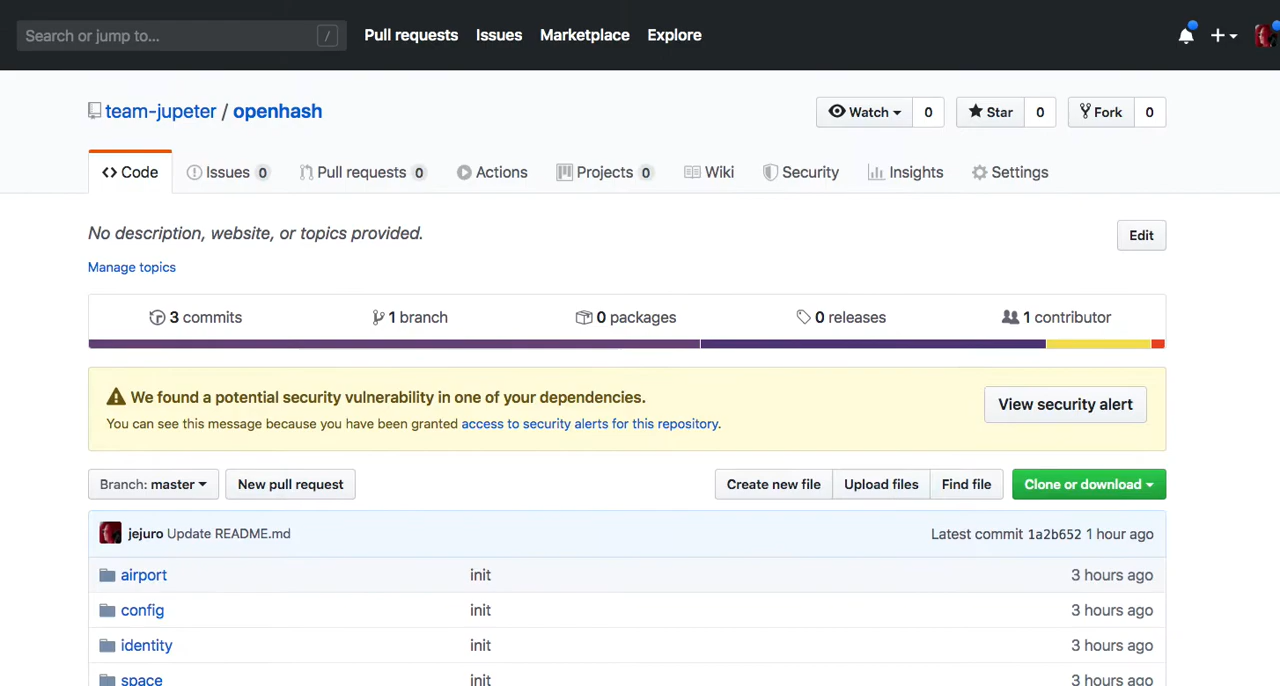 Search or jump to... /
Pull requests Issues Marketplace Explore
team-jupeter / openhash
Watch 0 Star 0 Fork 0
Code Issues 0 Pull requests 0 Actions Projects 0 Wiki Security Insights Settings
No description, website, or topics provided. Edit
Manage topics
3 commits 1 branch 0 packages 0 releases 1 contributor
We found a potential security vulnerability in one of your dependencies.
You can see this message because you have been granted access to security alerts for this repository.
View security alert
Branch: master New pull request Create new file Upload files Find file Clone or download
jejuro Update README.md Latest commit 1a2b652 1 hour ago
airport init 3 hours ago
config init 3 hours ago
identity init 3 hours ago
space init 3 hours ago